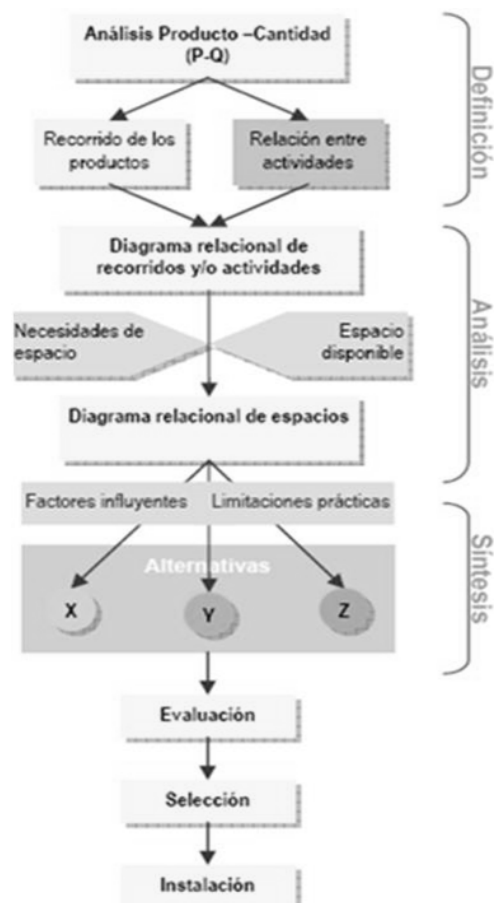 Análisis Producto –Cantidad
(P-Q)
Recorrido de los
productos
Relación entre
actividades
Definición
Diagrama relacional de
recorridos y/o actividades
Necesidades de
espacio
Espacio
disponible
Análisis
Diagrama relacional de espacios
Factores influyentes
Limitaciones prácticas
Síntesis
Alternativas
X
Y
Z
Evaluación
Selección
Instalación